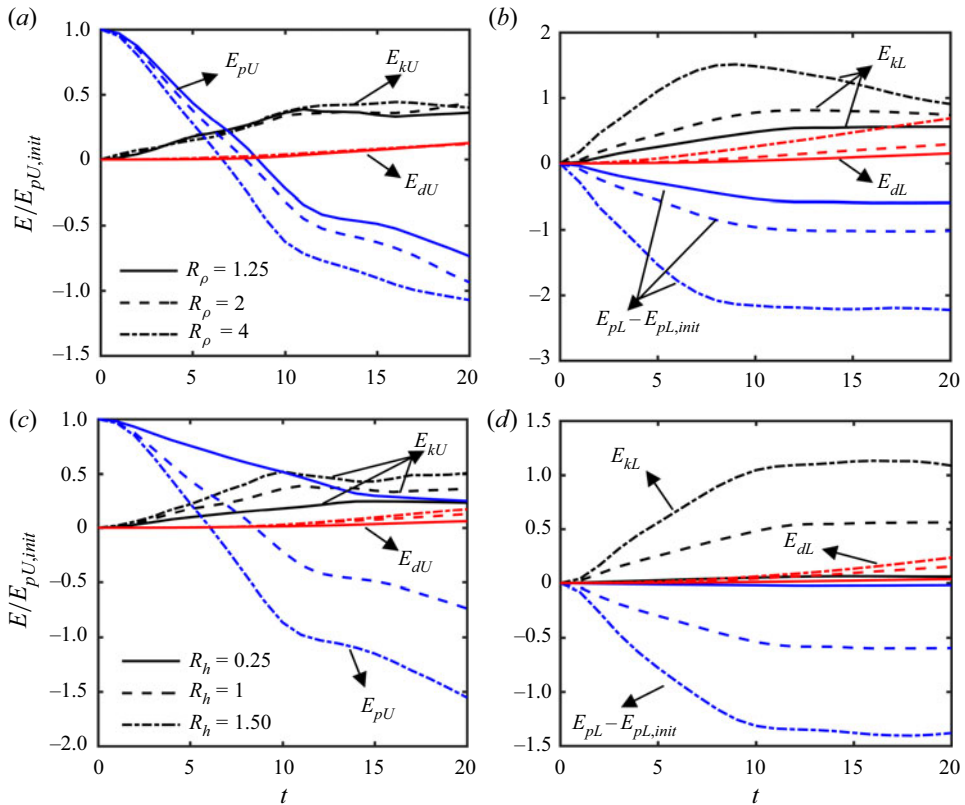 (a)
1.0
0.5
0
−0.5
−1.0
−1.5
E/E_{pU,init}
E_{pU}
E_{kU}
E_{dU}
R_ρ = 1.25
R_ρ = 2
R_ρ = 4
0 5 10 15 20
(b)
2
1
0
−1
−2
−3
E_{kL}
E_{dL}
E_{pL}−E_{pL,init}
0 5 10 15 20
(c)
1.0
0.5
0
−0.5
−1.0
−1.5
−2.0
E/E_{pU,init}
E_{kU}
E_{dU}
E_{pU}
R_h = 0.25
R_h = 1
R_h = 1.50
0 5 10 15 20
t
(d)
1.5
1.0
0.5
0
−0.5
−1.0
−1.5
E_{kL}
E_{dL}
E_{pL}−E_{pL,init}
0 5 10 15 20
t